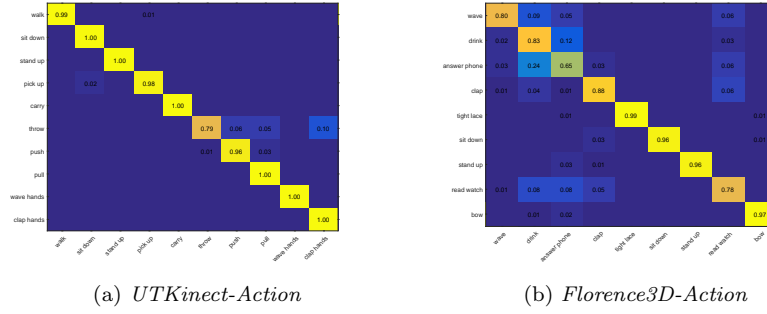 walk 0.99 0.01
sit down 1.00
stand up 1.00
pick up 0.02 0.98
carry 1.00
throw 0.79 0.06 0.05 0.10
push 0.01 0.96 0.03
pull 1.00
wave hands 1.00
clap hands 1.00
walk sit down stand up pick up carry throw push pull wave hands clap hands
(a) UTKinect-Action
wave 0.80 0.09 0.05 0.06
drink 0.02 0.83 0.12 0.03
answer phone 0.03 0.24 0.65 0.03 0.06
clap 0.01 0.04 0.01 0.88 0.05
tight lace 0.01 0.99 0.01
sit down 0.03 0.96 0.01
stand up 0.03 0.01 0.96
read watch 0.01 0.08 0.08 0.05 0.78
bow 0.01 0.02 0.97
wave drink answer phone clap tight lace sit down stand up read watch bow
(b) Florence3D-Action